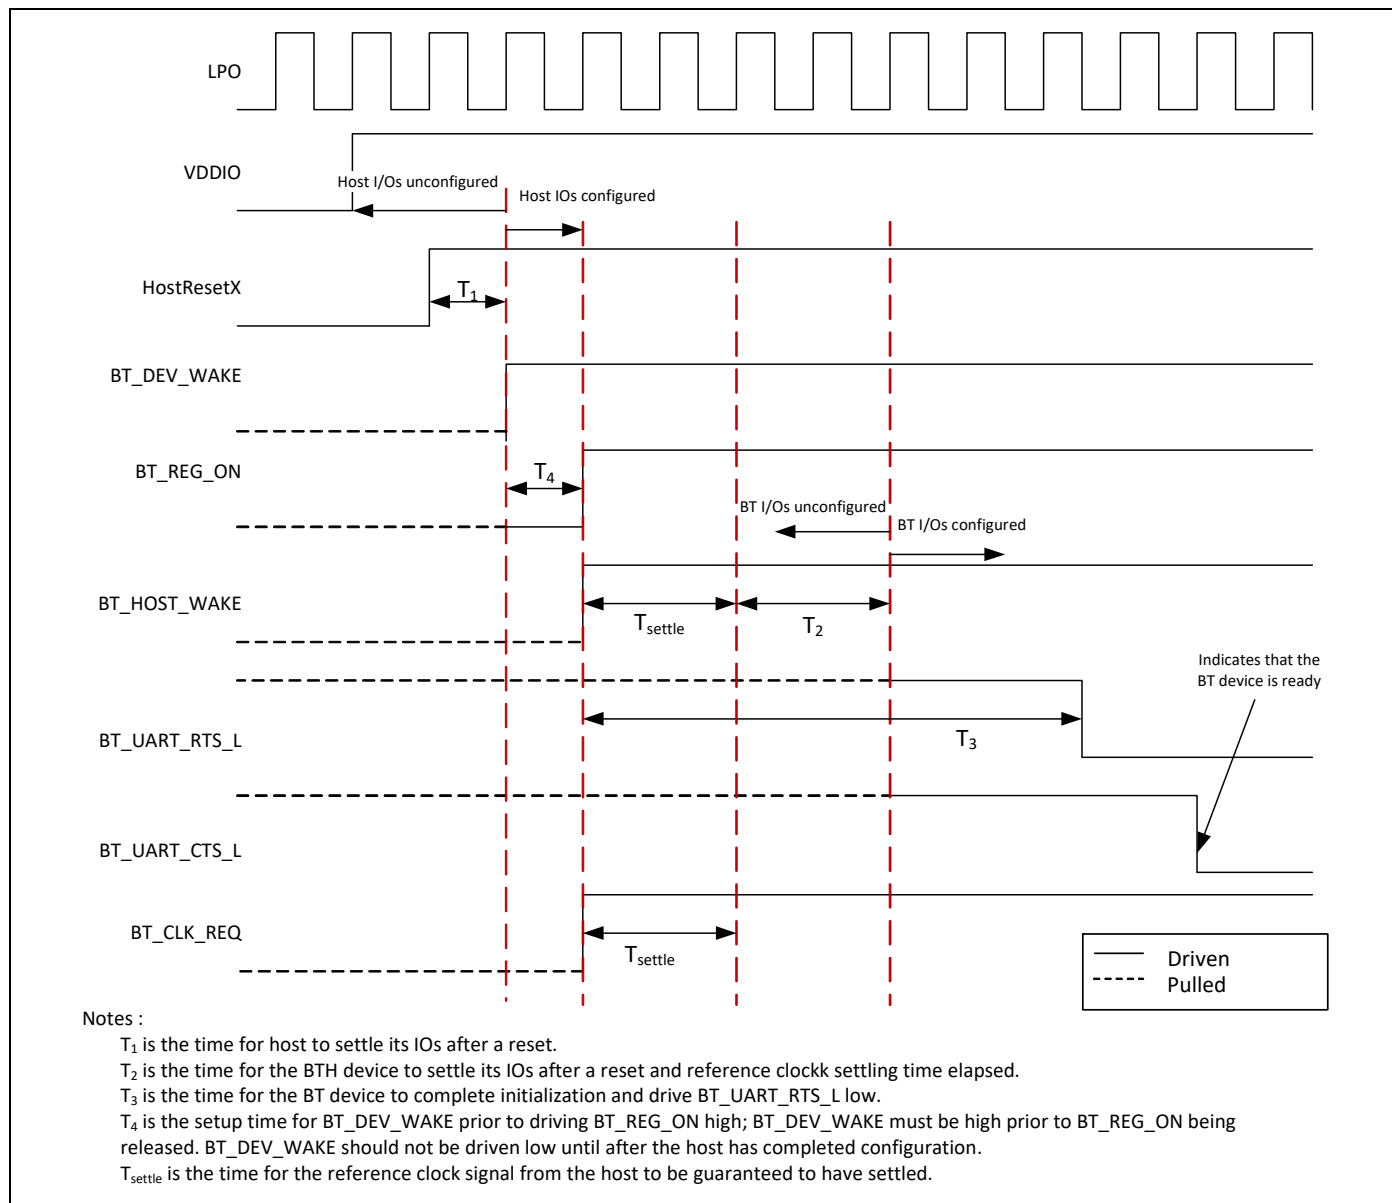 LPO
VDDIO
Host I/Os unconfigured
Host IOs configured
HostResetX
T1
BT_DEV_WAKE
BT_REG_ON
T4
BT I/Os unconfigured
BT I/Os configured
BT_HOST_WAKE
Tsettle
T2
Indicates that the
BT device is ready
BT_UART_RTS_L
T3
BT_UART_CTS_L
BT_CLK_REQ
Tsettle
Driven
Pulled
Notes :
T1 is the time for host to settle its IOs after a reset.
T2 is the time for the BTH device to settle its IOs after a reset and reference clockk settling time elapsed.
T3 is the time for the BT device to complete initialization and drive BT_UART_RTS_L low.
T4 is the setup time for BT_DEV_WAKE prior to driving BT_REG_ON high; BT_DEV_WAKE must be high prior to BT_REG_ON being
released. BT_DEV_WAKE should not be driven low until after the host has completed configuration.
Tsettle is the time for the reference clock signal from the host to be guaranteed to have settled.